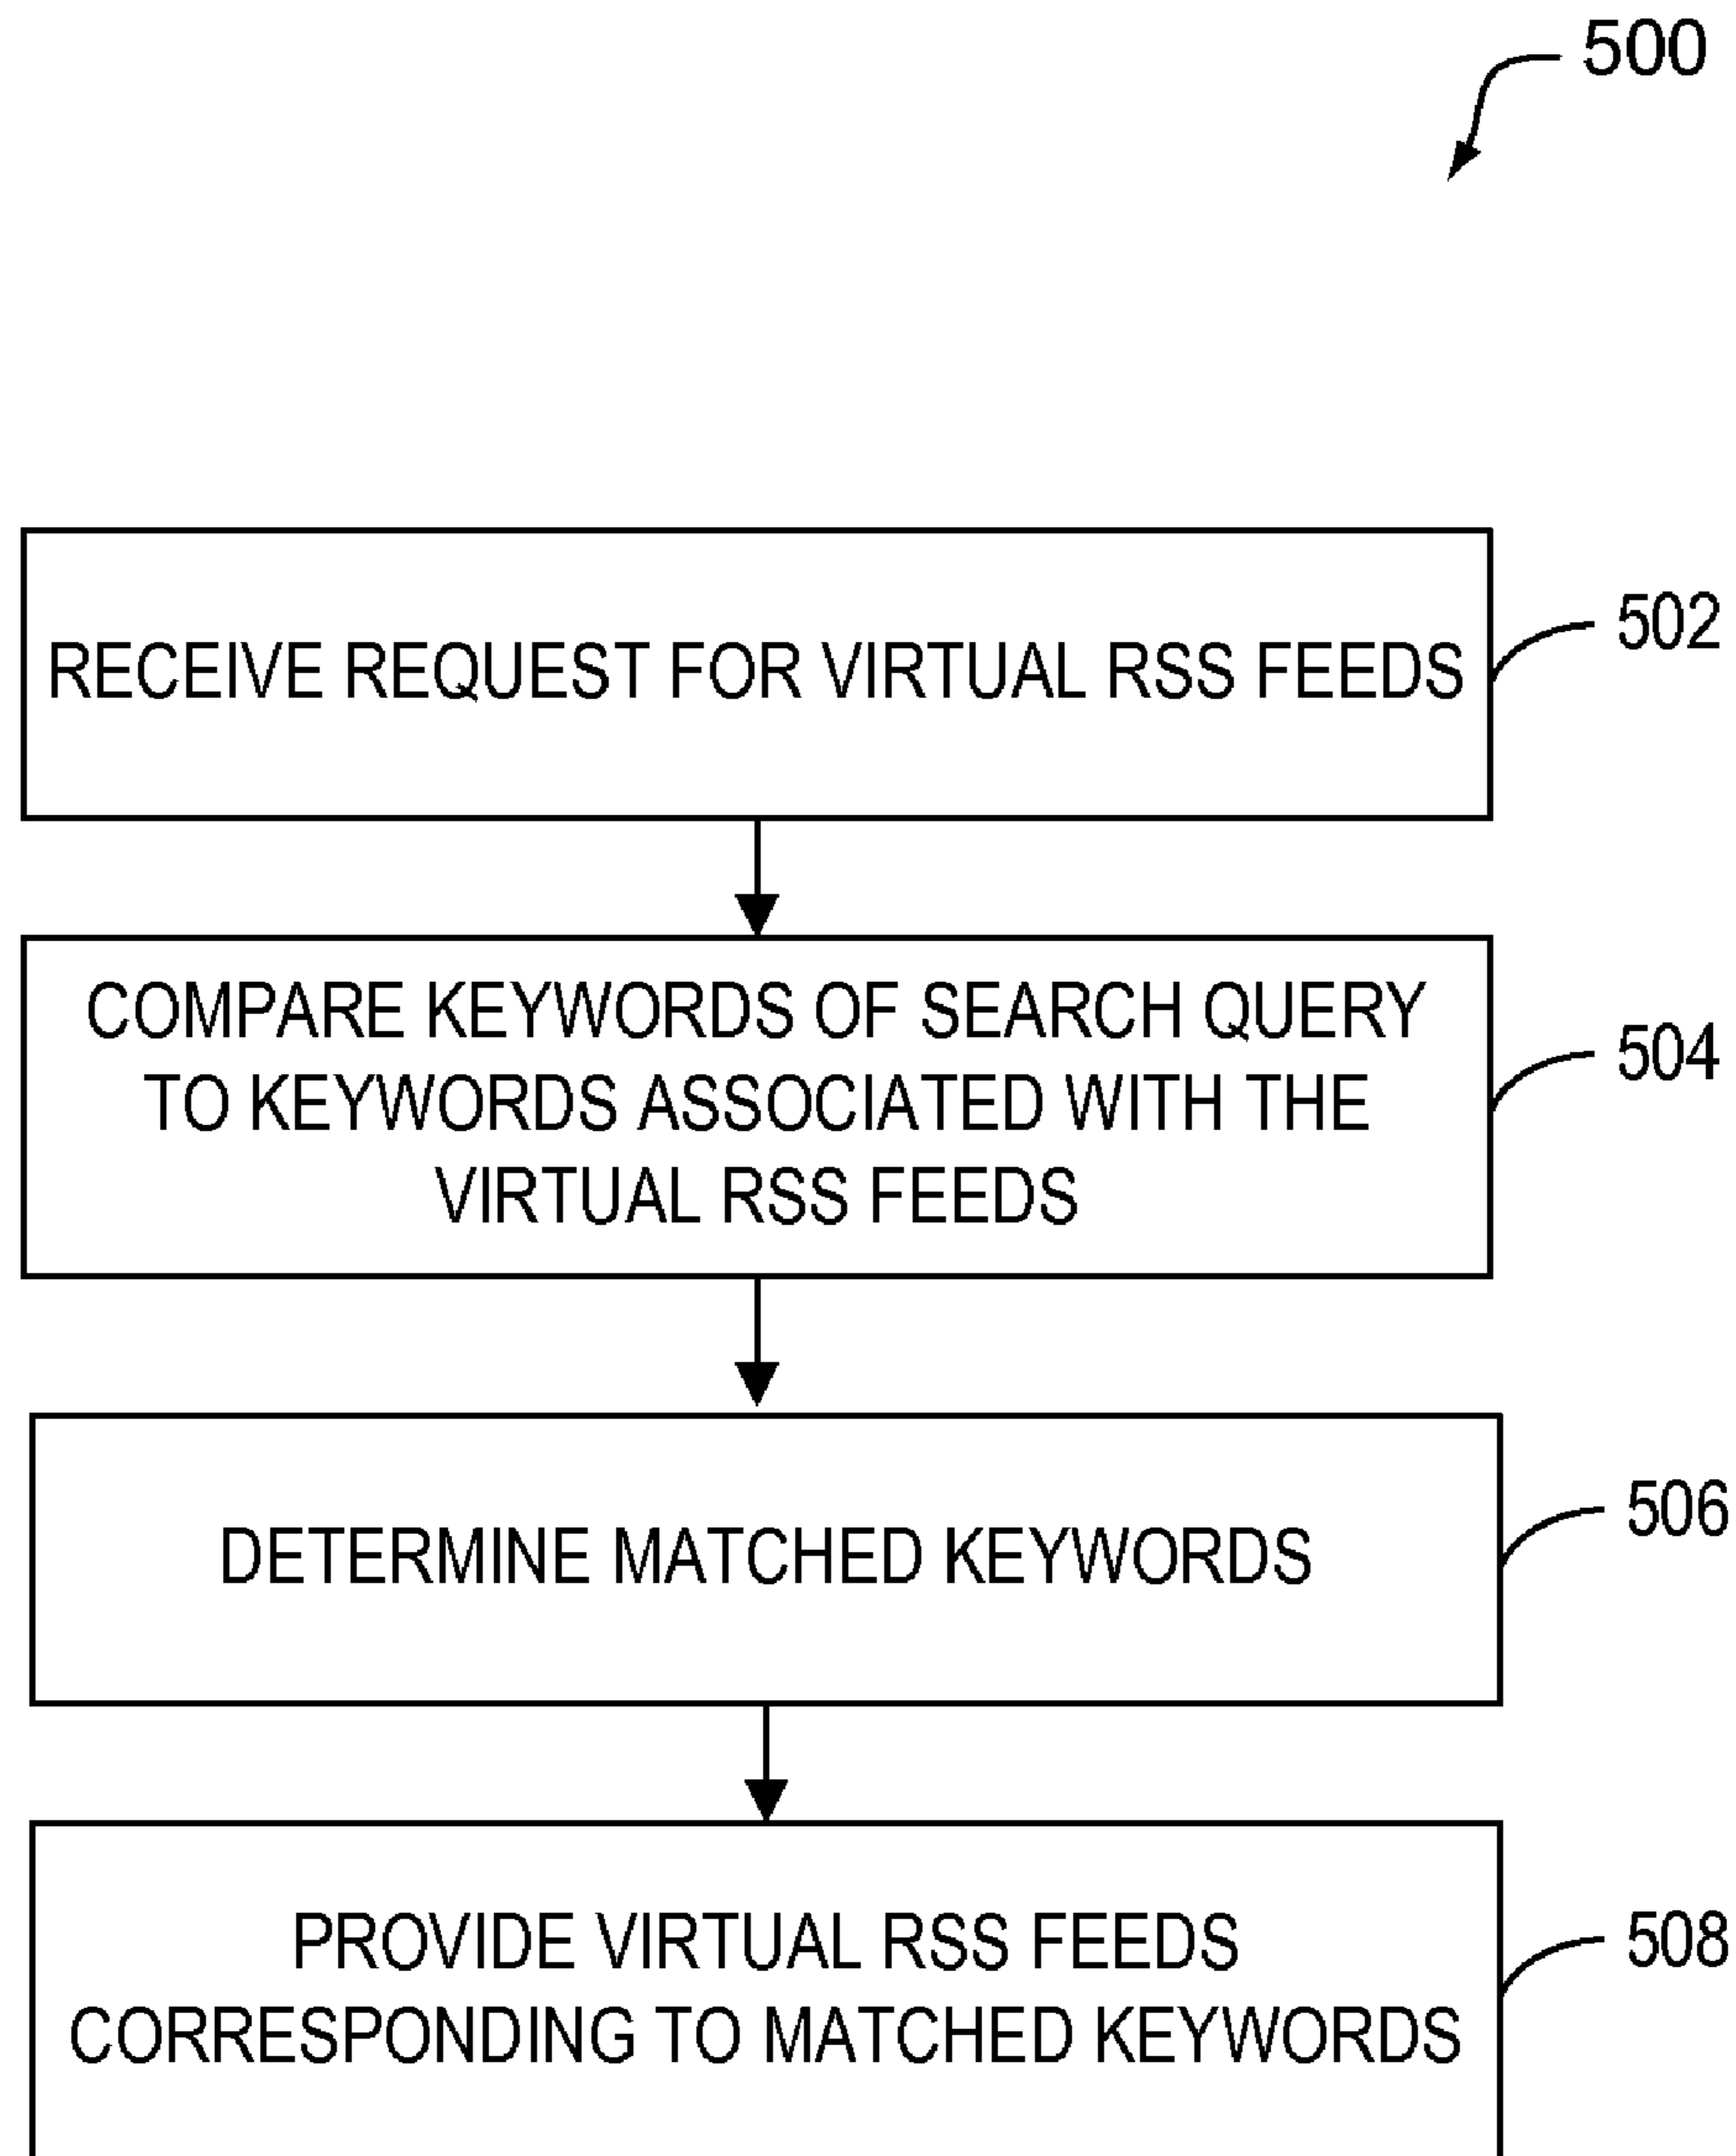 500
RECEIVE REQUEST FOR VIRTUAL RSS FEEDS
502
COMPARE KEYWORDS OF SEARCH QUERY
TO KEYWORDS ASSOCIATED WITH THE
VIRTUAL RSS FEEDS
504
DETERMINE MATCHED KEYWORDS
506
PROVIDE VIRTUAL RSS FEEDS
CORRESPONDING TO MATCHED KEYWORDS
508